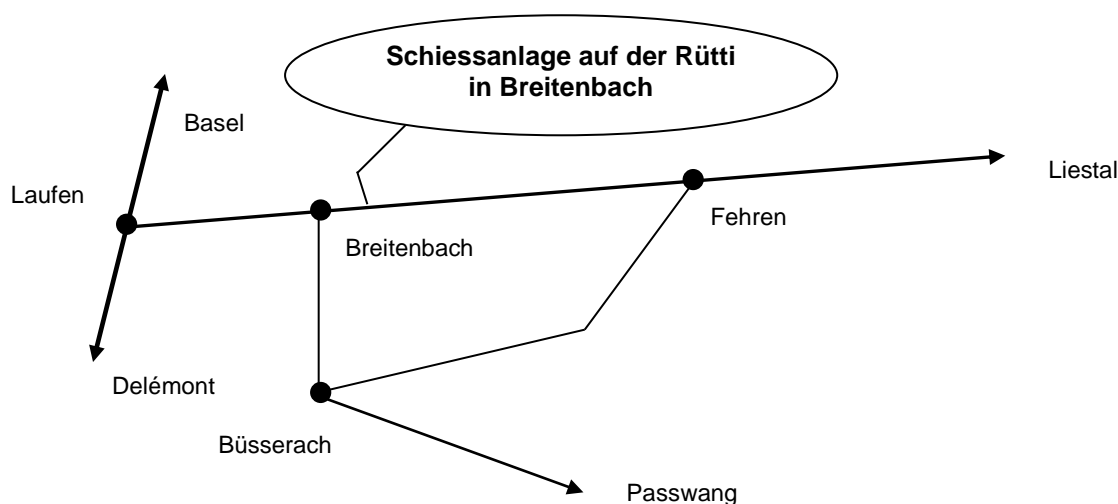 Schiessanlage auf der Rütti
in Breitenbach
Basel
Laufen
Liestal
Fehren
Breitenbach
Delémont
Büsserach
Passwang